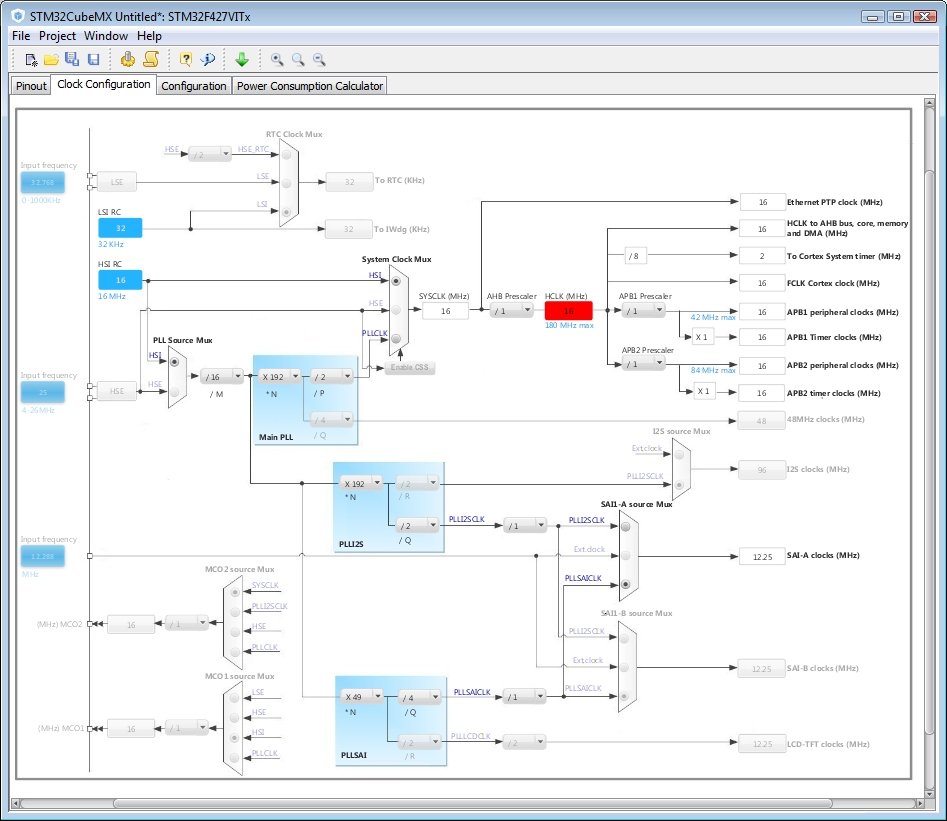 STM32CubeMX Untitled*: STM32F427VITx
File Project Window Help
Pinout Clock Configuration Configuration Power Consumption Calculator
RTC Clock Mux
HSE / 2 HSE_RTC
Input frequency
32.768 LSE LSE 32 To RTC (KHz)
0-1000KHz
LSI
LSI RC
32 32 To IWdg (KHz)
32 KHz
16 Ethernet PTP clock (MHz)
16 HCLK to AHB bus, core, memory
and DMA (MHz)
/ 8 2 To Cortex System timer (MHz)
System Clock Mux
HSI RC
16 HSI
16 MHz
16 FCLK Cortex clock (MHz)
SYSCLK (MHz) AHB Prescaler HCLK (MHz) APB1 Prescaler
HSE 16 / 1 16 / 1 16 APB1 peripheral clocks (MHz)
180 MHz max 42 MHz max
PLLCLK
X 1 16 APB1 Timer clocks (MHz)
PLL Source Mux
HSI
APB2 Prescaler
/ 1 16 APB2 peripheral clocks (MHz)
Enable CSS 84 MHz max
Input frequency
25 HSE HSE / 16 X 192 / 2
4-26MHz / M * N / P
X 1 16 APB2 timer clocks (MHz)
/ 4 48 48MHz clocks (MHz)
Main PLL / Q
I2S source Mux
Ext.clock
PLLI2SCLK 96 I2S clocks (MHz)
X 192 / 2
* N / R
SAI1-A source Mux
/ 2 PLLI2SCLK / 1 PLLI2SCLK
PLLI2S / Q
Input frequency
12.288 Ext.clock 12.25 SAI-A clocks (MHz)
MHz
PLLSAICLK
MCO2 source Mux
SYSCLK
PLLI2SCLK
(MHz) MCO2 16 / 1 HSE
PLLCLK
SAI1-B source Mux
PLLI2SCLK
Ext.clock 12.25 SAI-B clocks (MHz)
PLLSAICLK
MCO1 source Mux
LSE
HSE
(MHz) MCO1 16 / 1 HSI
PLLCLK
X 49 / 4 PLLSAICLK / 1
* N / Q
/ 2 PLLLCDCLK / 2 12.25 LCD-TFT clocks (MHz)
PLLSAI / R